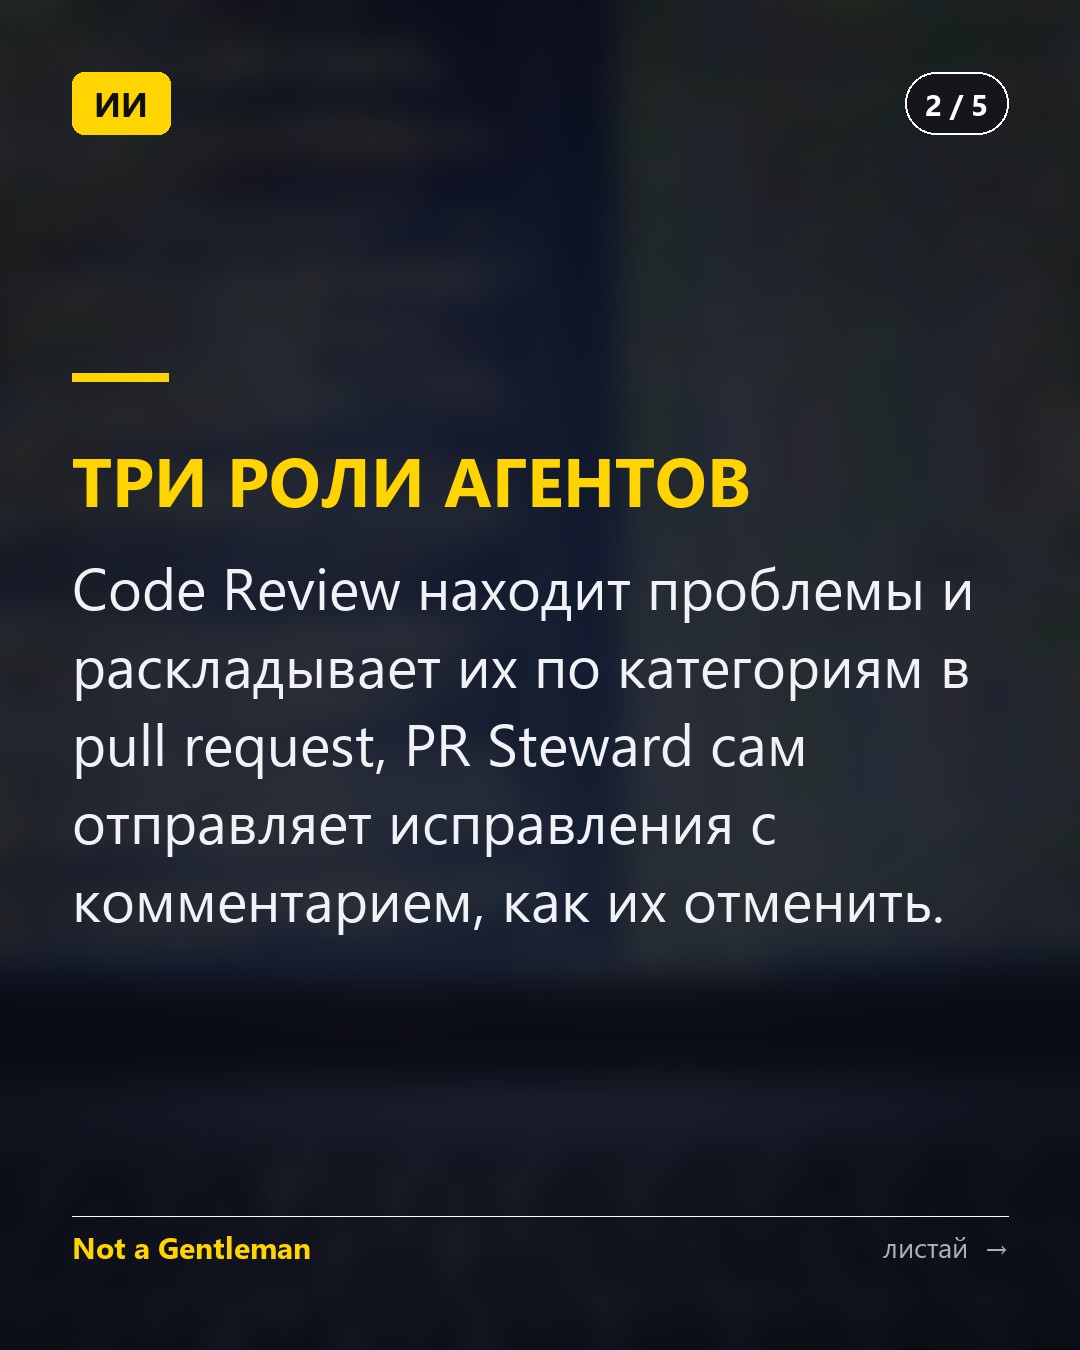 ИИ
2 / 5
ТРИ РОЛИ АГЕНТОВ
Code Review находит проблемы и
раскладывает их по категориям в
pull request, PR Steward сам
отправляет исправления с
комментарием, как их отменить.
Not a Gentleman
листай →